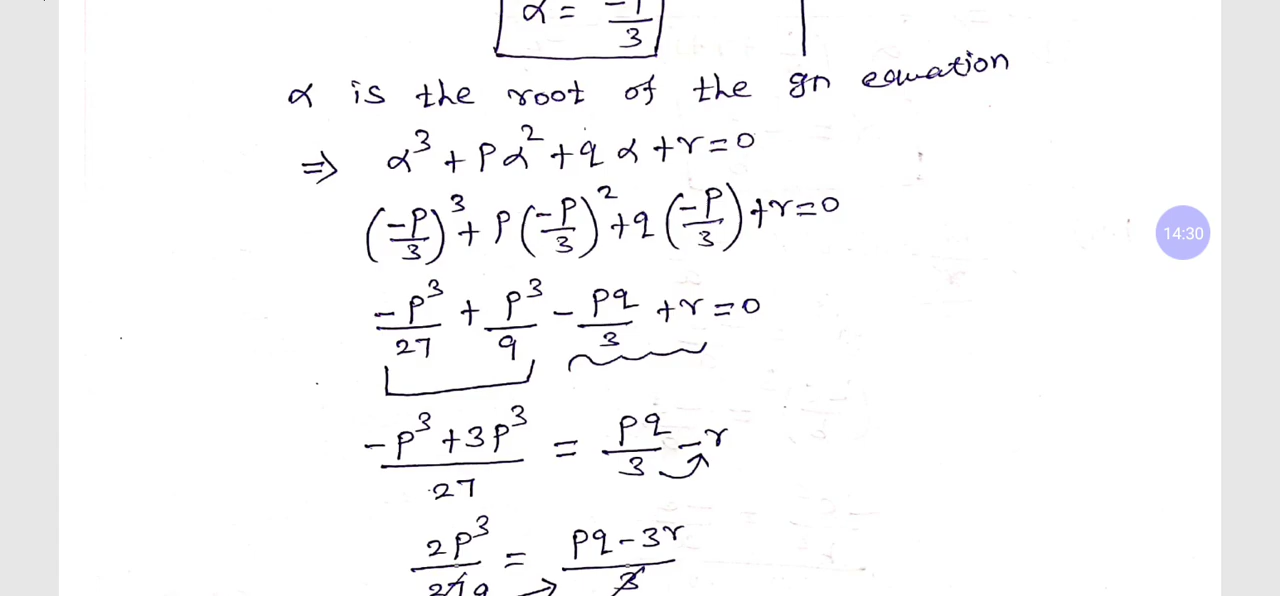 α = -P/3
α is the root of the gn equation
⇒ α³ + pα² + qα + r = 0
(-P/3)³ + P(-P/3)² + q(-P/3) + r = 0
-P³/27 + P³/9 - Pq/3 + r = 0
-P³ + 3P³/27 = Pq/3 - r
14:30
2P³/27 9 = Pq - 3r/3